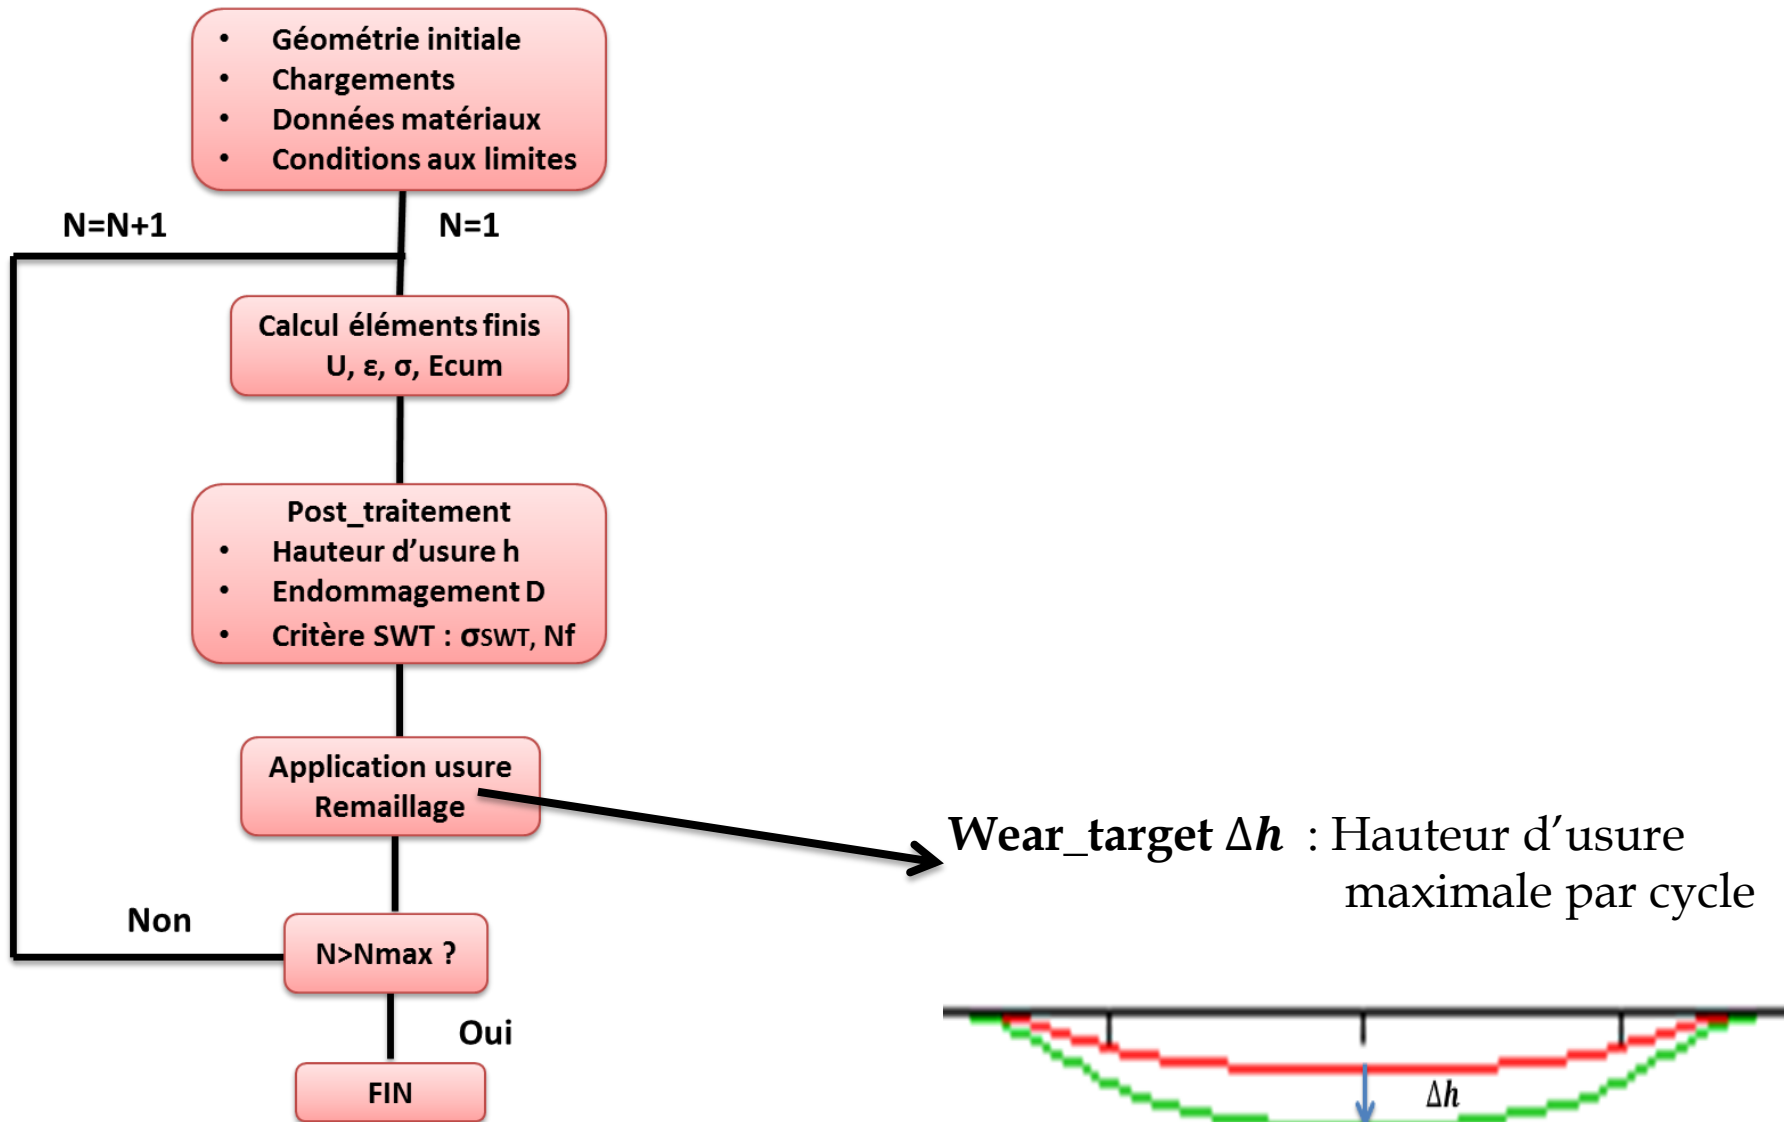 • Géométrie initiale
• Chargements
• Données matériaux
• Conditions aux limites
N=N+1
N=1
Calcul éléments finis
U, ε, σ, Ecum
Post_traitement
• Hauteur d’usure h
• Endommagement D
• Critère SWT : σSWT, Nf
Application usure
Remaillage
Wear_target Δh : Hauteur d’usure
maximale par cycle
Non
N>Nmax ?
Oui
FIN
Δh